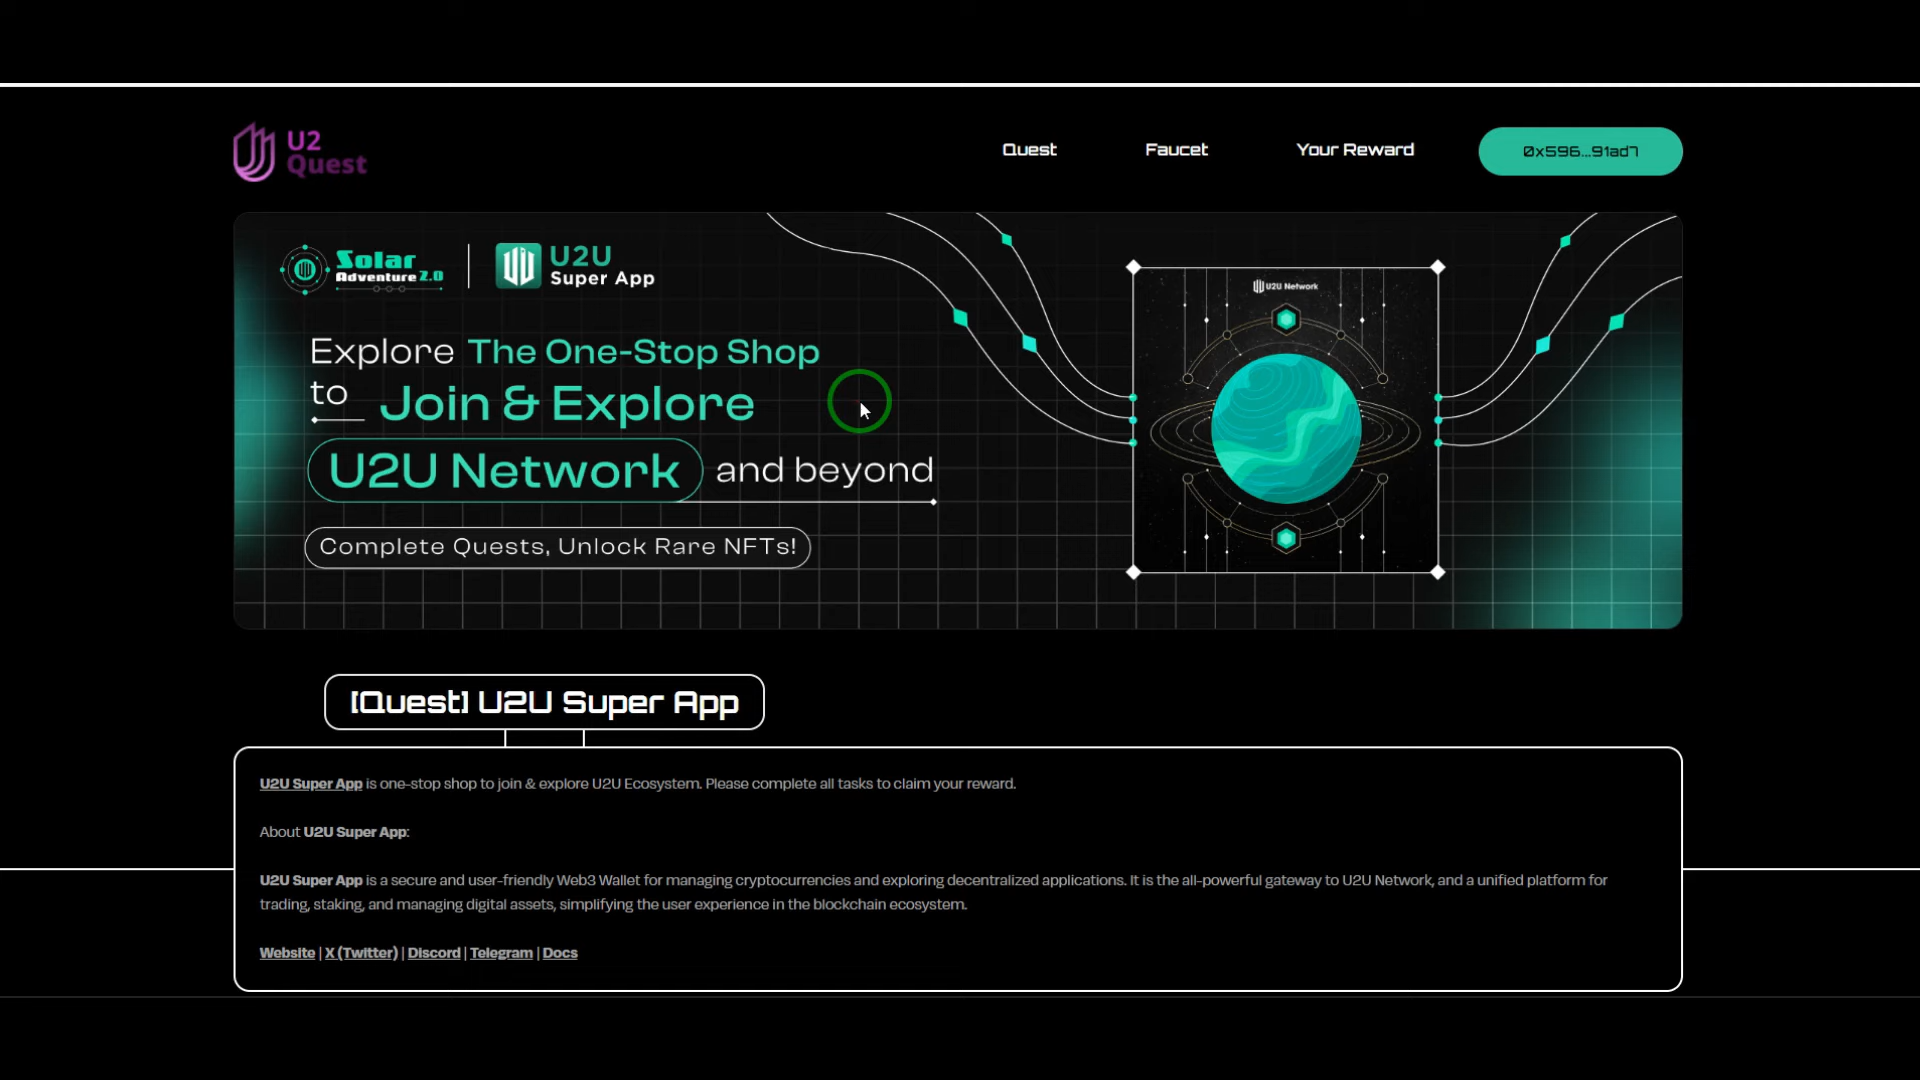 U2
Quest
Quest
Faucet
Your Reward
0x596...91ad7
Solar
Adventure 2.0
U2U
Super App
U2U Network
Explore The One-Stop Shop
to Join & Explore
U2U Network and beyond
Complete Quests, Unlock Rare NFTs!
[Quest] U2U Super App
U2U Super App is one-stop shop to join & explore U2U Ecosystem. Please complete all tasks to claim your reward.
About U2U Super App:
U2U Super App is a secure and user-friendly Web3 Wallet for managing cryptocurrencies and exploring decentralized applications. It is the all-powerful gateway to U2U Network, and a unified platform for
trading, staking, and managing digital assets, simplifying the user experience in the blockchain ecosystem.
Website | X (Twitter) | Discord | Telegram | Docs